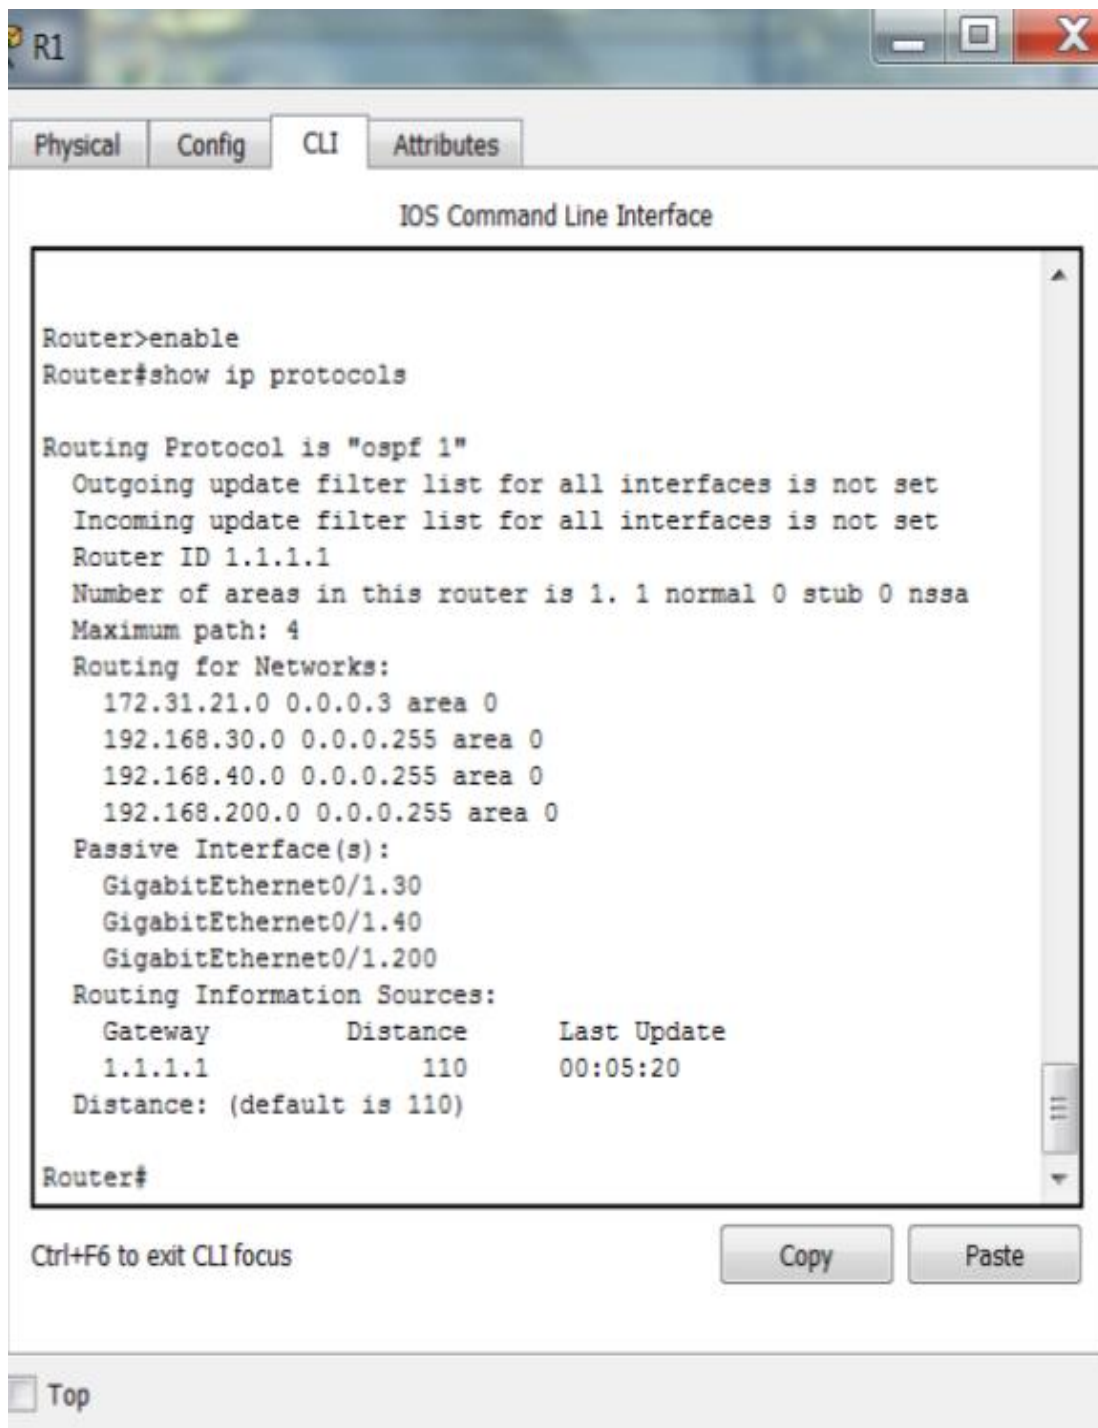 R1
Physical Config CLI Attributes
IOS Command Line Interface
Router>enable
Router#show ip protocols
Routing Protocol is "ospf 1"
Outgoing update filter list for all interfaces is not set
Incoming update filter list for all interfaces is not set
Router ID 1.1.1.1
Number of areas in this router is 1. 1 normal 0 stub 0 nssa
Maximum path: 4
Routing for Networks:
172.31.21.0 0.0.0.3 area 0
192.168.30.0 0.0.0.255 area 0
192.168.40.0 0.0.0.255 area 0
192.168.200.0 0.0.0.255 area 0
Passive Interface(s):
GigabitEthernet0/1.30
GigabitEthernet0/1.40
GigabitEthernet0/1.200
Routing Information Sources:
Gateway Distance Last Update
1.1.1.1 110 00:05:20
Distance: (default is 110)
Router#
Ctrl+F6 to exit CLI focus Copy Paste
Top